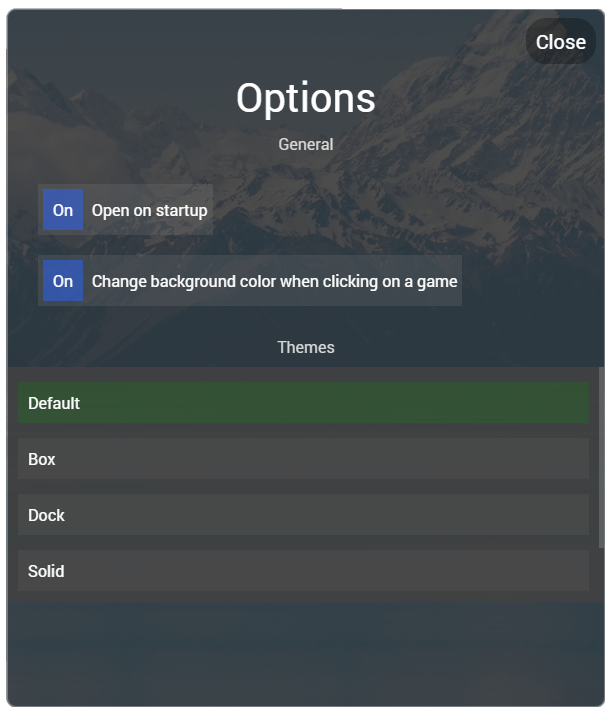 Close
Options
General
On Open on startup
On Change background color when clicking on a game
Themes
Default
Box
Dock
Solid